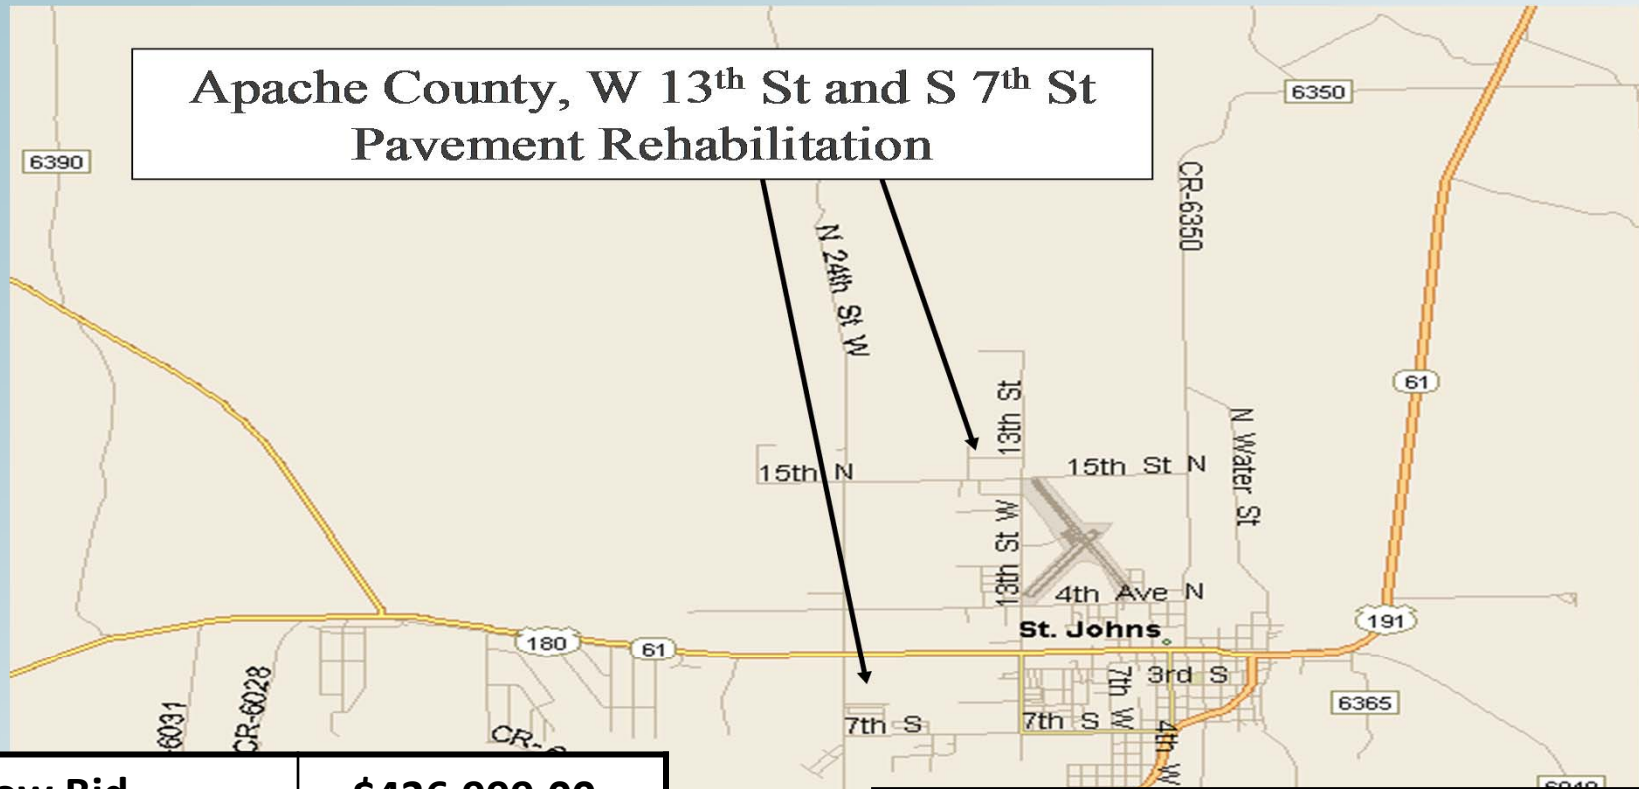 Apache County, W 13th St and S 7th St
Pavement Rehabilitation
6390
6350
CR-6350
N 24th St W
61
13th St
N Water St
15th N
15th St N
13th St W
4th Ave N
St. Johns
191
180
61
7th W
3rd S
6365
CR-6028
6031
7th S
7th S
4th W
CR-
Bid